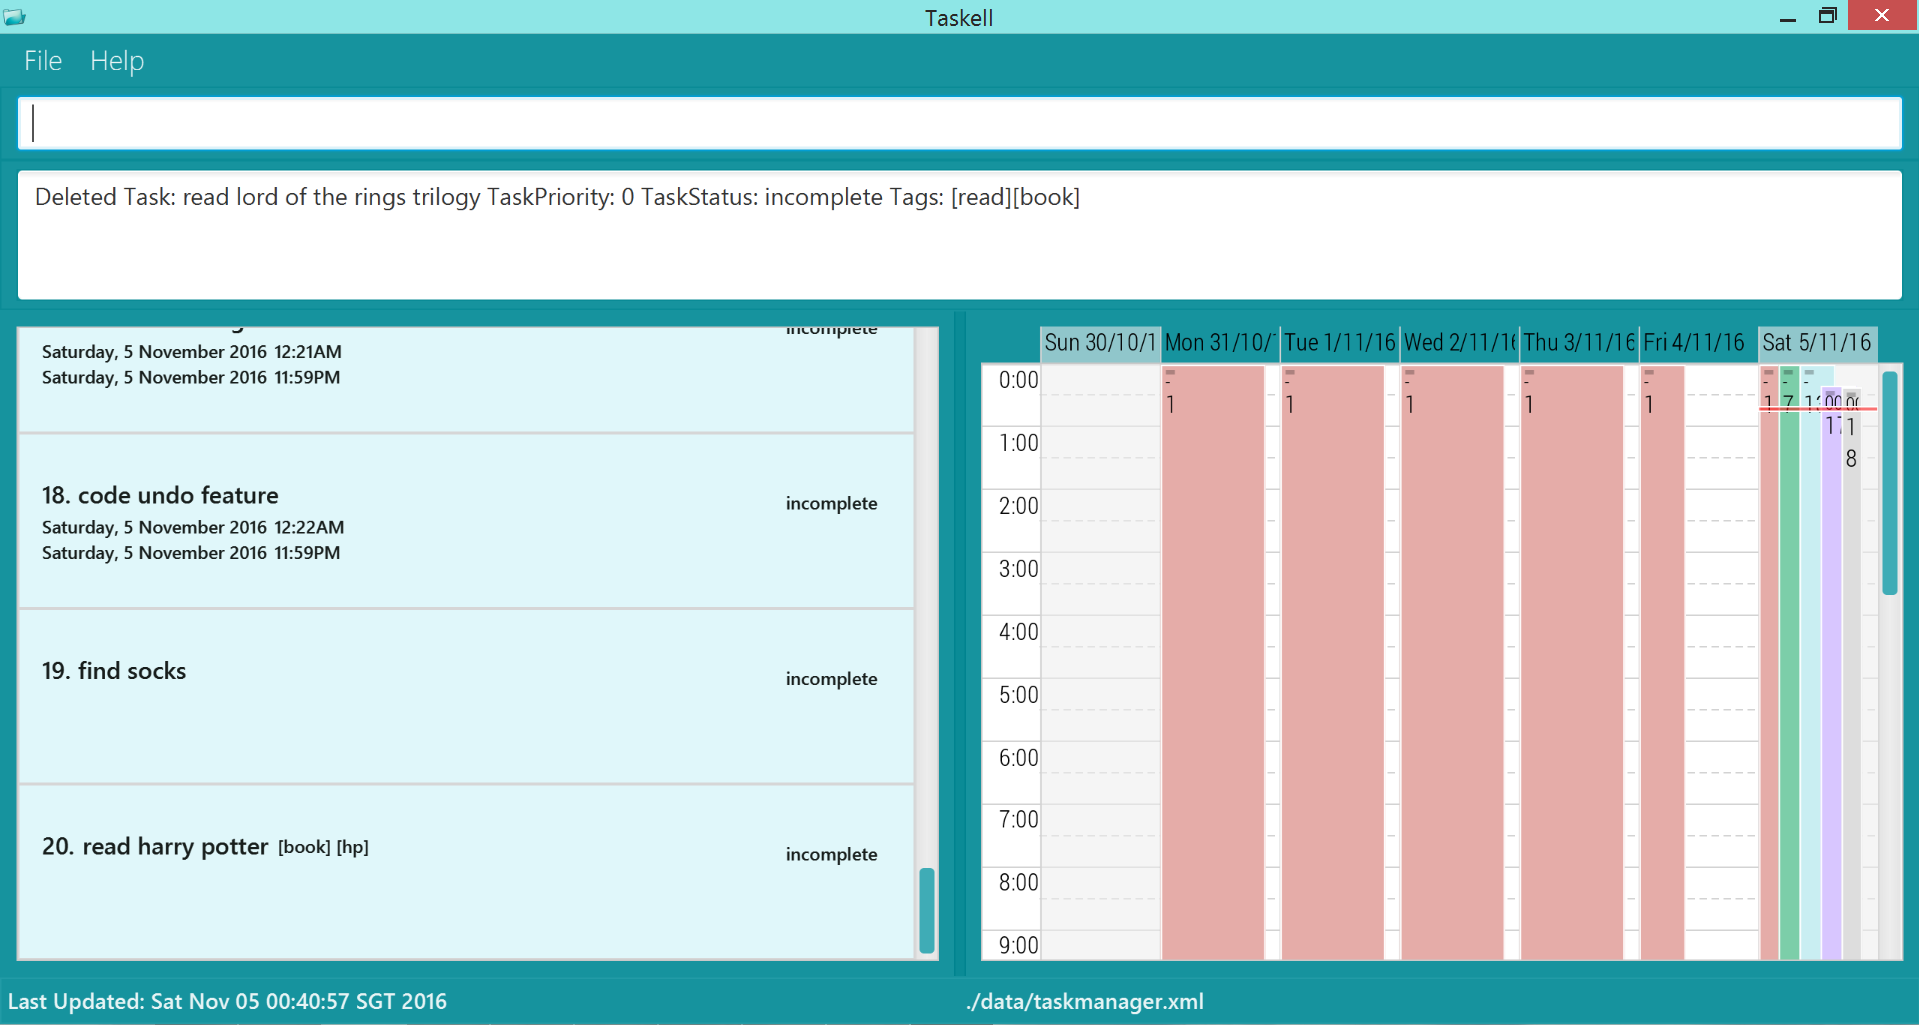 Taskell
File Help
Deleted Task: read lord of the rings trilogy TaskPriority: 0 TaskStatus: incomplete Tags: [read][book]
incomplete
Saturday, 5 November 2016 12:21AM
Saturday, 5 November 2016 11:59PM
18. code undo feature
incomplete
Saturday, 5 November 2016 12:22AM
Saturday, 5 November 2016 11:59PM
19. find socks
incomplete
20. read harry potter [book] [hp]
incomplete
Sun 30/10/1 Mon 31/10/ Tue 1/11/16 Wed 2/11/16 Thu 3/11/16 Fri 4/11/16 Sat 5/11/16
0:00
- - - - - - - -
1 1 1 1 1 1 7
1
8
1:00
2:00
3:00
4:00
5:00
6:00
7:00
8:00
9:00
Last Updated: Sat Nov 05 00:40:57 SGT 2016
./data/taskmanager.xml